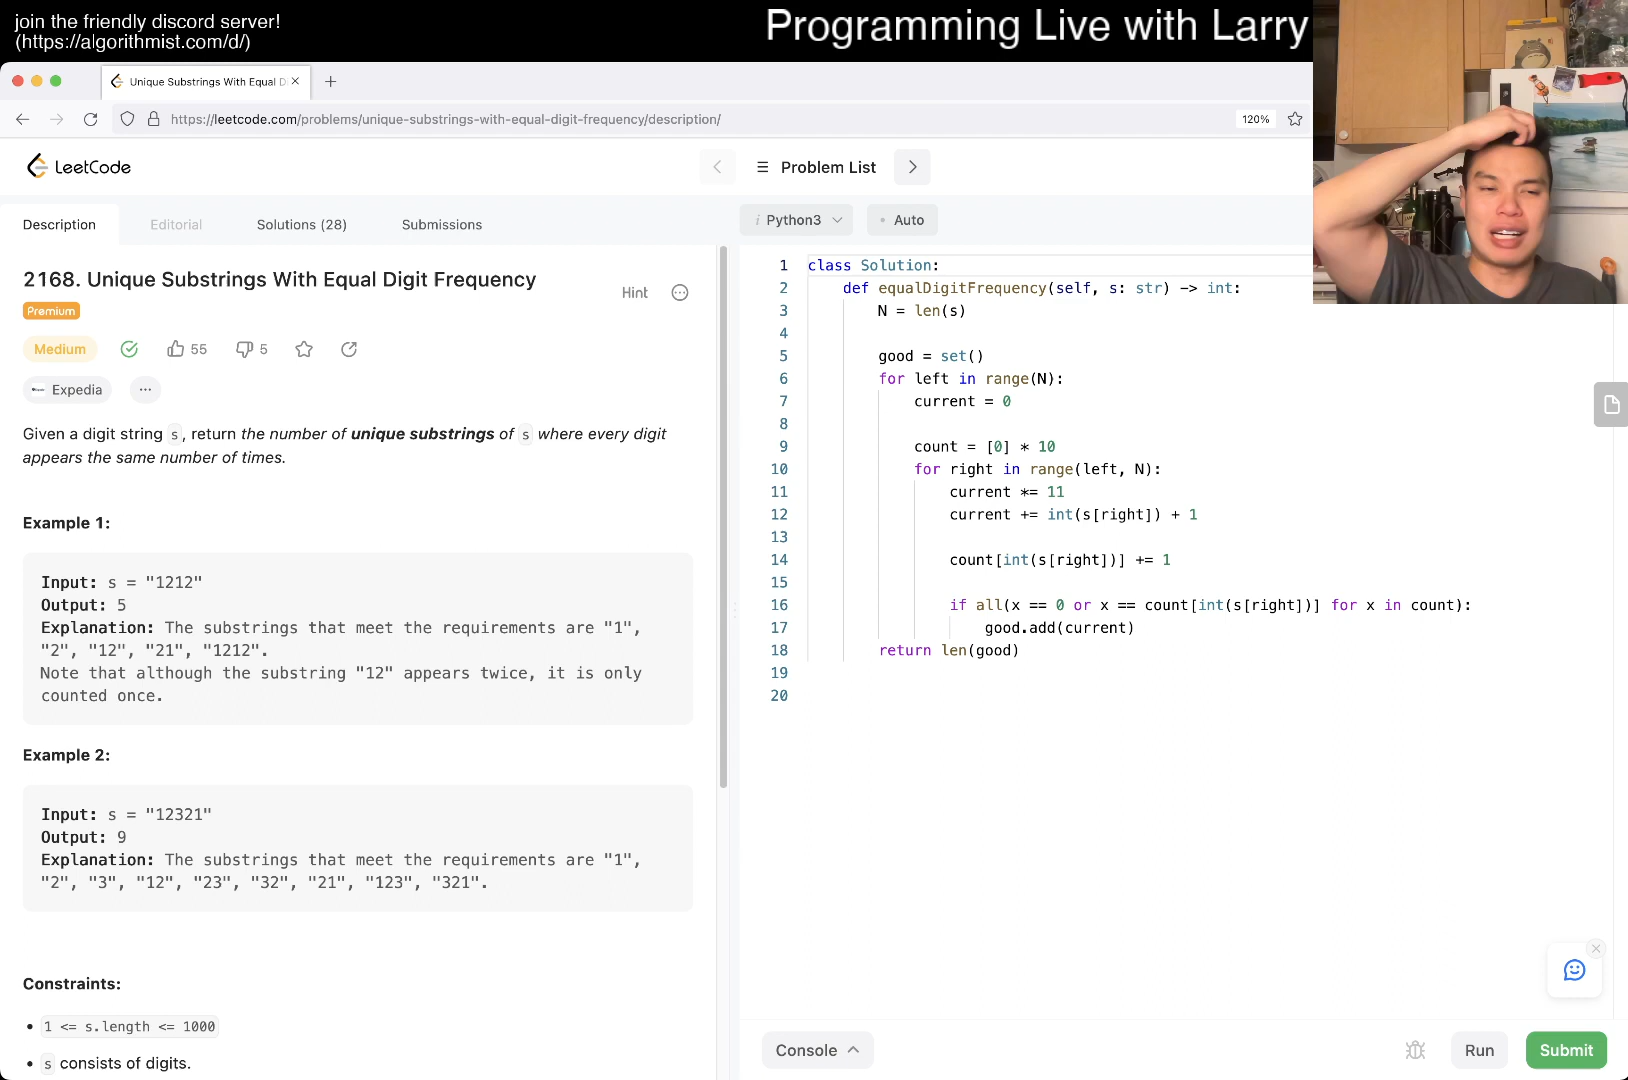 join the friendly discord server!
(https://algorithmist.com/d/)
Programming Live with Larry
Unique Substrings With Equal D
https://leetcode.com/problems/unique-substrings-with-equal-digit-frequency/description/
120%
LeetCode
Problem List
Description
Editorial
Solutions (28)
Submissions
i Python3
Auto
2168. Unique Substrings With Equal Digit Frequency
Hint
Premium
Medium
55
5
Expedia
Given a digit string s, return the number of unique substrings of s where every digit
appears the same number of times.
Example 1:
Input: s = "1212"
Output: 5
Explanation: The substrings that meet the requirements are "1",
"2", "12", "21", "1212".
Note that although the substring "12" appears twice, it is only
counted once.
Example 2:
Input: s = "12321"
Output: 9
Explanation: The substrings that meet the requirements are "1",
"2", "3", "12", "23", "32", "21", "123", "321".
Constraints:
1 <= s.length <= 1000
s consists of digits.
1 class Solution:
2 def equalDigitFrequency(self, s: str) -> int:
3 N = len(s)
4
5 good = set()
6 for left in range(N):
7 current = 0
8
9 count = [0] * 10
10 for right in range(left, N):
11 current *= 11
12 current += int(s[right]) + 1
13
14 count[int(s[right])] += 1
15
16 if all(x == 0 or x == count[int(s[right])] for x in count):
17 good.add(current)
18 return len(good)
19
20
Console
Run
Submit